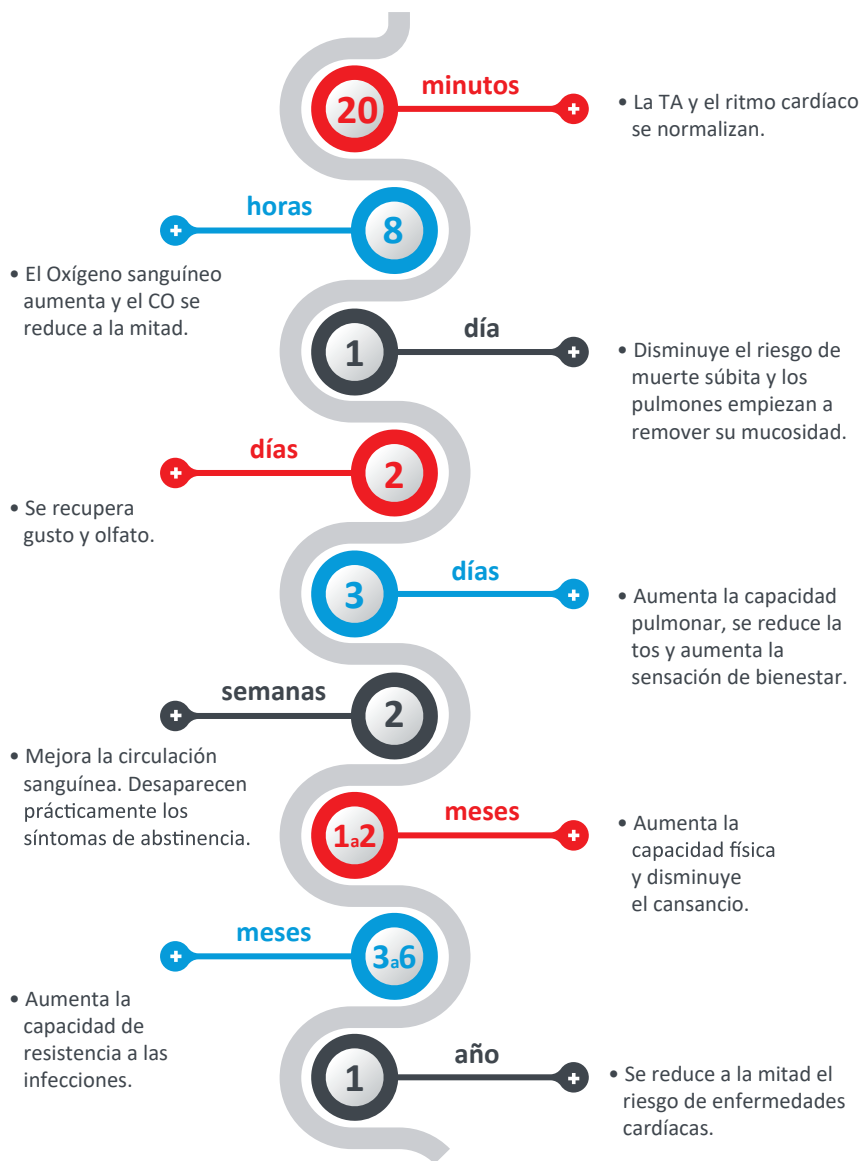 20
minutos
• La TA y el ritmo cardíaco
se normalizan.
horas
8
• El Oxígeno sanguíneo
aumenta y el CO se
reduce a la mitad.
1
día
• Disminuye el riesgo de
muerte súbita y los
pulmones empiezan a
remover su mucosidad.
días
2
• Se recupera
gusto y olfato.
3
días
• Aumenta la capacidad
pulmonar, se reduce la
tos y aumenta la
sensación de bienestar.
semanas
2
• Mejora la circulación
sanguínea. Desaparecen
prácticamente los
síntomas de abstinencia.
1a2
meses
• Aumenta la
capacidad física
y disminuye
el cansancio.
meses
3a6
• Aumenta la
capacidad de
resistencia a las
infecciones.
1
año
• Se reduce a la mitad el
riesgo de enfermedades
cardíacas.